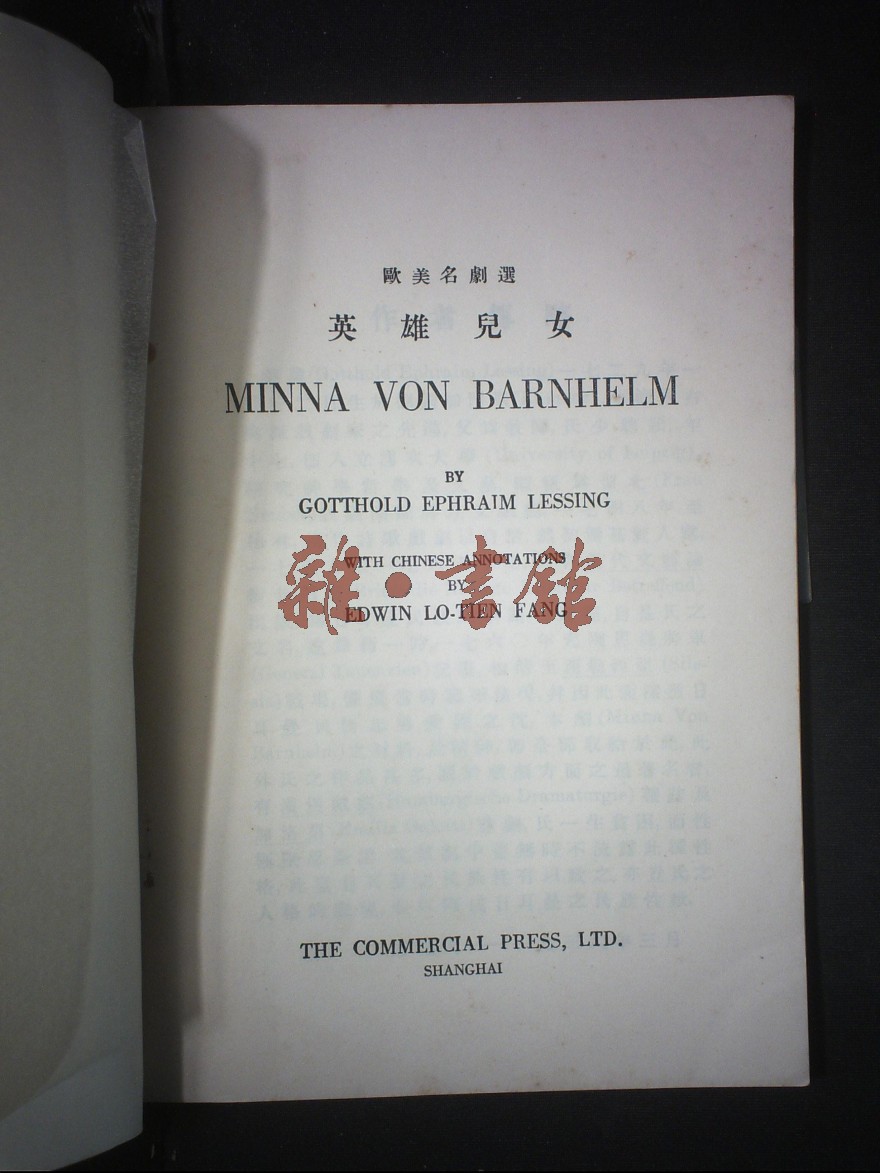 歐美名劇選
英雄兒女
MINNA VON BARNHELM
BY
GOTTHOLD EPHRAIM LESSING
WITH CHINESE ANNOTATIONS
BY
EDWIN LO-TIEN FANG
雜·書館
THE COMMERCIAL PRESS, LTD.
SHANGHAI